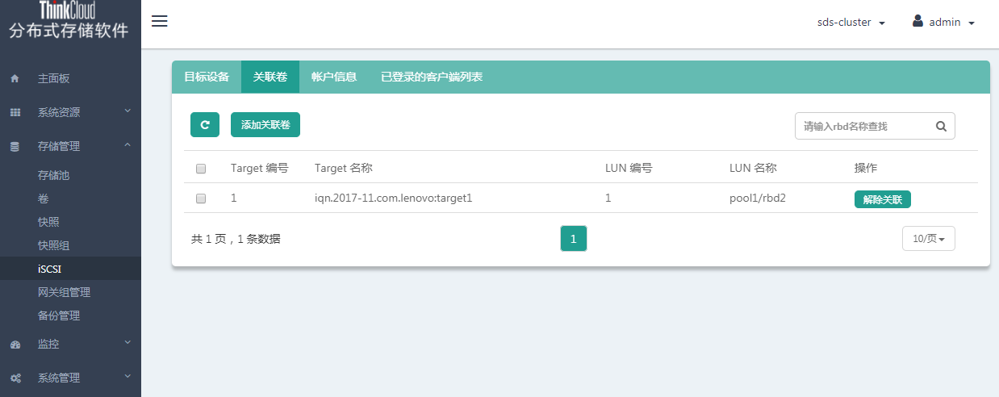 ThinkCloud
分布式存储软件
sds-cluster
admin
主面板
系统资源
存储管理
存储池
卷
快照
快照组
iSCSI
网关组管理
备份管理
监控
系统管理
目标设备 关联卷 帐户信息 已登录的客户端列表
添加关联卷
请输入rbd名称查找
Target 编号 Target 名称 LUN 编号 LUN 名称 操作
1 iqn.2017-11.com.lenovo:target1 1 pool1/rbd2 解除关联
共 1 页，1 条数据 1 10/页